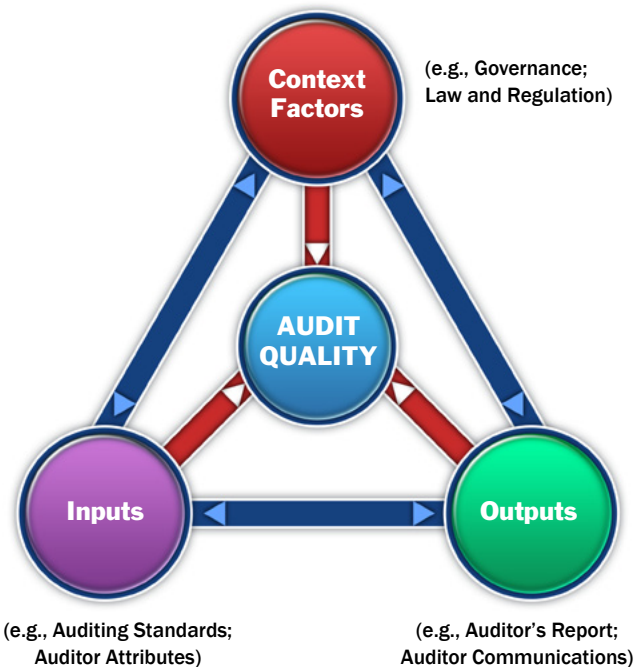 Context
Factors
(e.g., Governance;
Law and Regulation)
AUDIT
QUALITY
Inputs
Outputs
(e.g., Auditing Standards;
Auditor Attributes)
(e.g., Auditor's Report;
Auditor Communications)